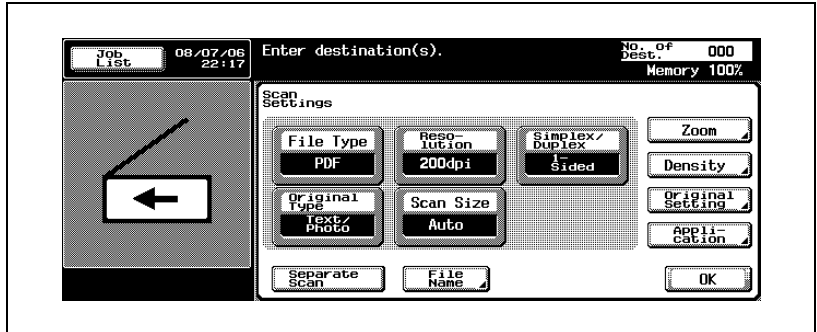 Job
List
08/07/06
22:17
Enter destination(s).
No. of
Dest.
000
Memory 100%
Scan
Settings
File Type
PDF
Reso-
lution
200dpi
Simplex/
Duplex
1-
Sided
Original
Type
Text/
Photo
Scan Size
Auto
Zoom
Density
Original
Setting
Appli-
cation
Separate
Scan
File
Name
OK